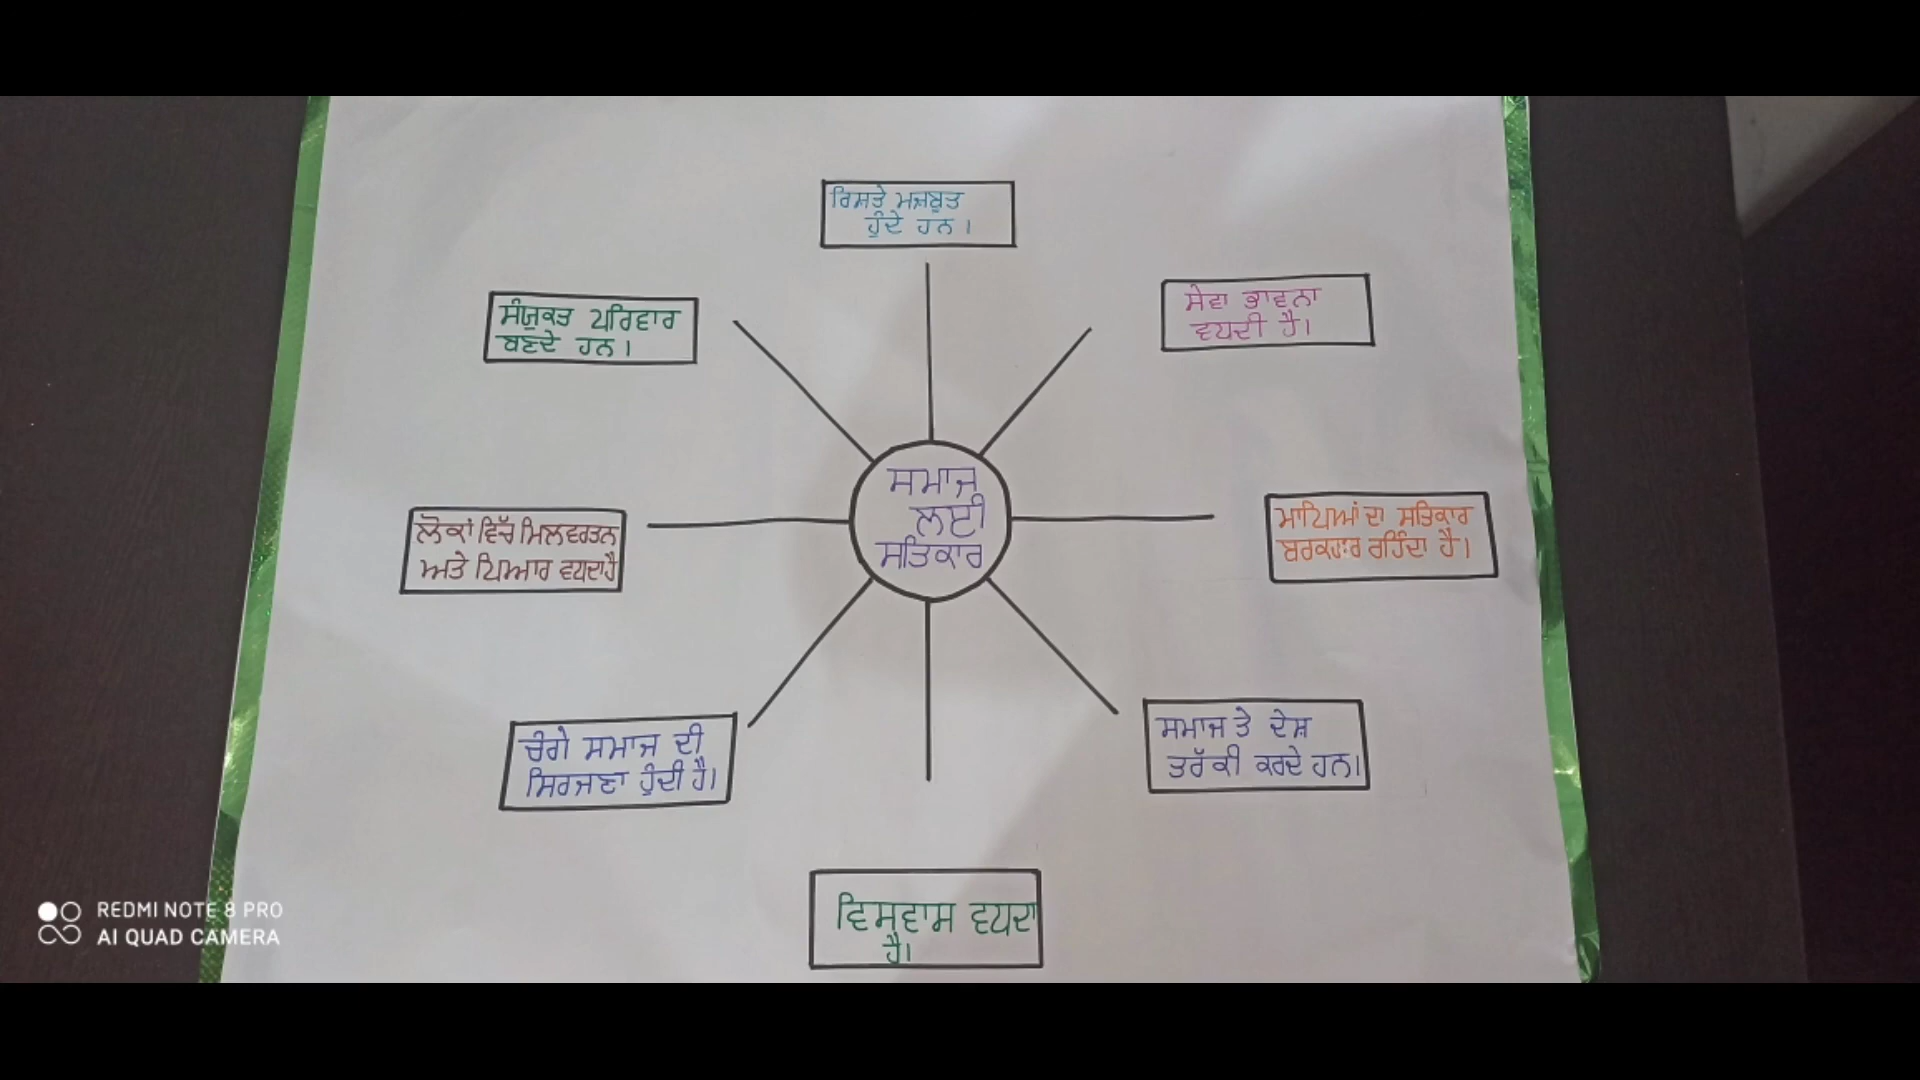 ਰਿਸ਼ਤੇ ਮਜ਼ਬੂਤ
ਹੁੰਦੇ ਹਨ।
ਸੇਵਾ ਭਾਵਨਾ
ਵਧਦੀ ਹੈ।
ਸੰਯੁਕਤ ਪਰਿਵਾਰ
ਬਣਦੇ ਹਨ।
ਸਮਾਜ
ਲਈ
ਸਤਿਕਾਰ
ਮਾਪਿਆਂ ਦਾ ਸਤਿਕਾਰ
ਰਹਿੰਦਾ ਹੈ।
ਲੋਕਾਂ ਵਿੱਚ ਮਿਲਵਰਤਨ
ਅਤੇ ਪਿਆਰ ਵਧਦਾ ਹੈ
ਸਮਾਜ ਤੇ ਦੇਸ਼
ਤਰੱਕੀ ਕਰਦੇ ਹਨ।
ਚੰਗੇ ਸਮਾਜ ਦੀ
ਸਿਰਜਣਾ ਹੁੰਦੀ ਹੈ।
ਵਿਸ਼ਵਾਸ ਵਧਦਾ
ਹੈ।
REDMI NOTE 8 PRO
AI QUAD CAMERA